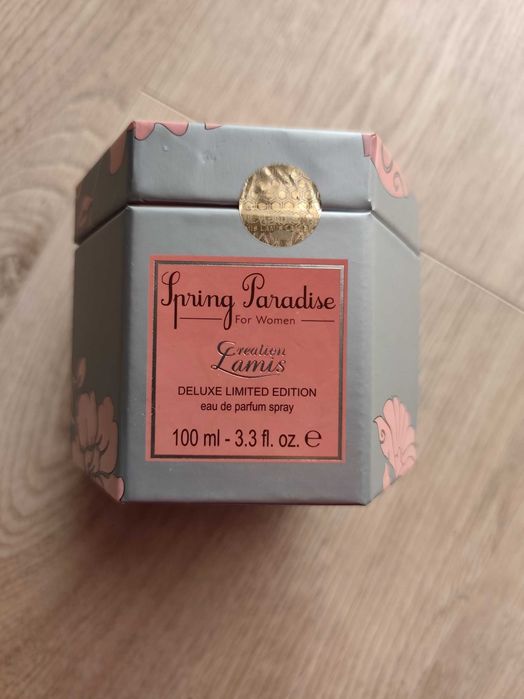 Spring Paradise
For Women
Creation
Lamis
DELUXE LIMITED EDITION
eau de parfum spray
100 ml - 3.3 fl. oz. ℮